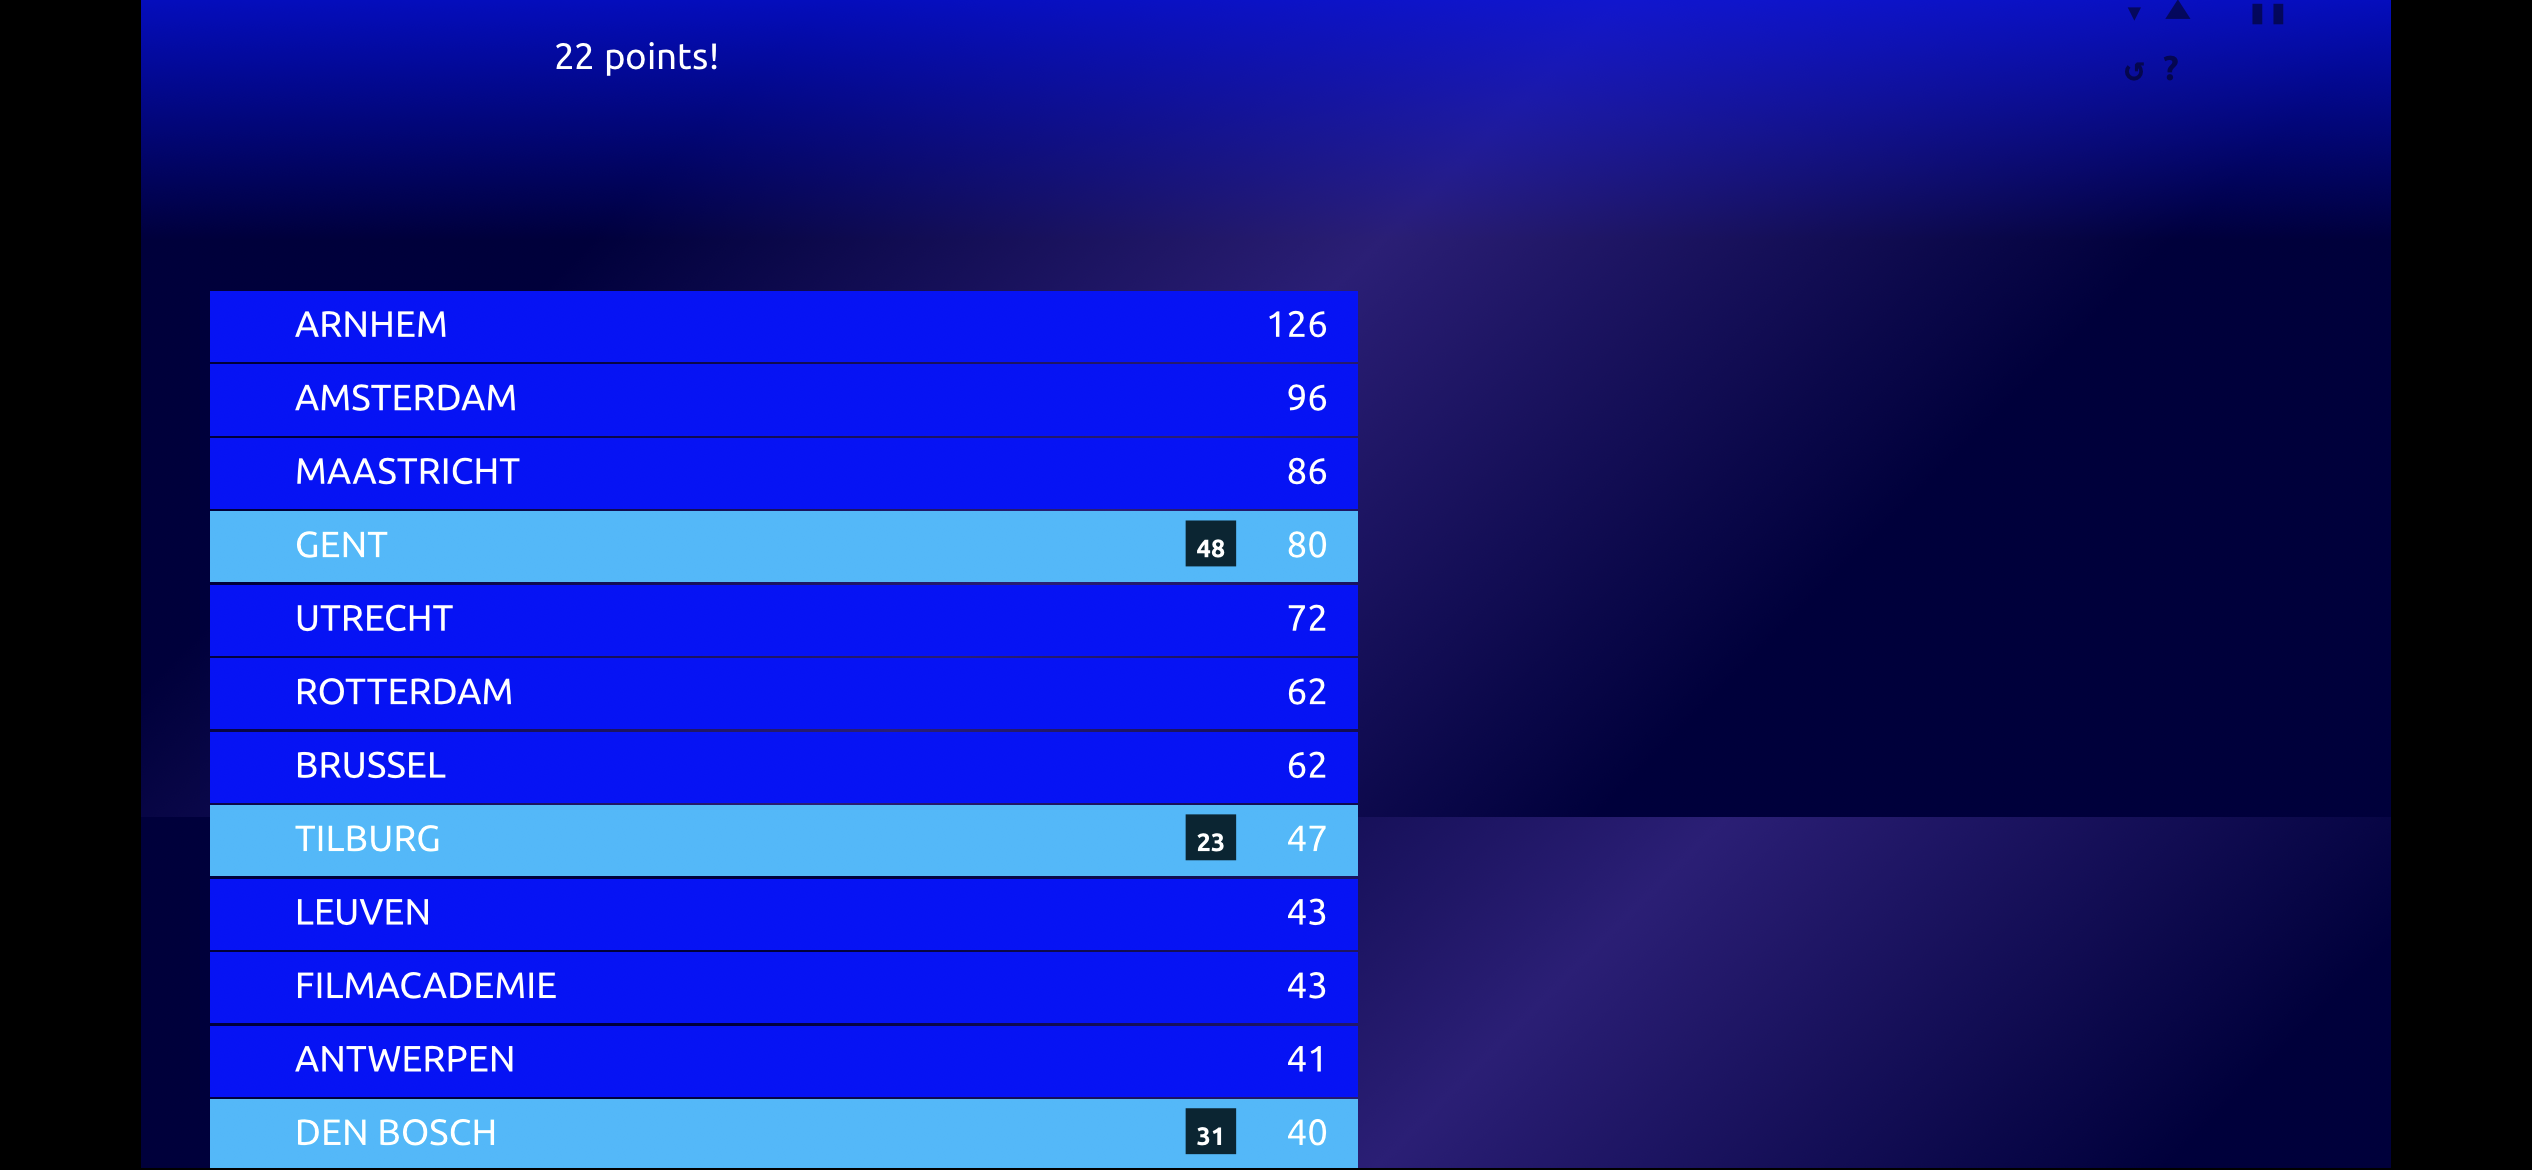 22 points!
?
ARNHEM 126
AMSTERDAM 96
MAASTRICHT 86
GENT 48 80
UTRECHT 72
ROTTERDAM 62
BRUSSEL 62
TILBURG 23 47
LEUVEN 43
FILMACADEMIE 43
ANTWERPEN 41
DEN BOSCH 31 40